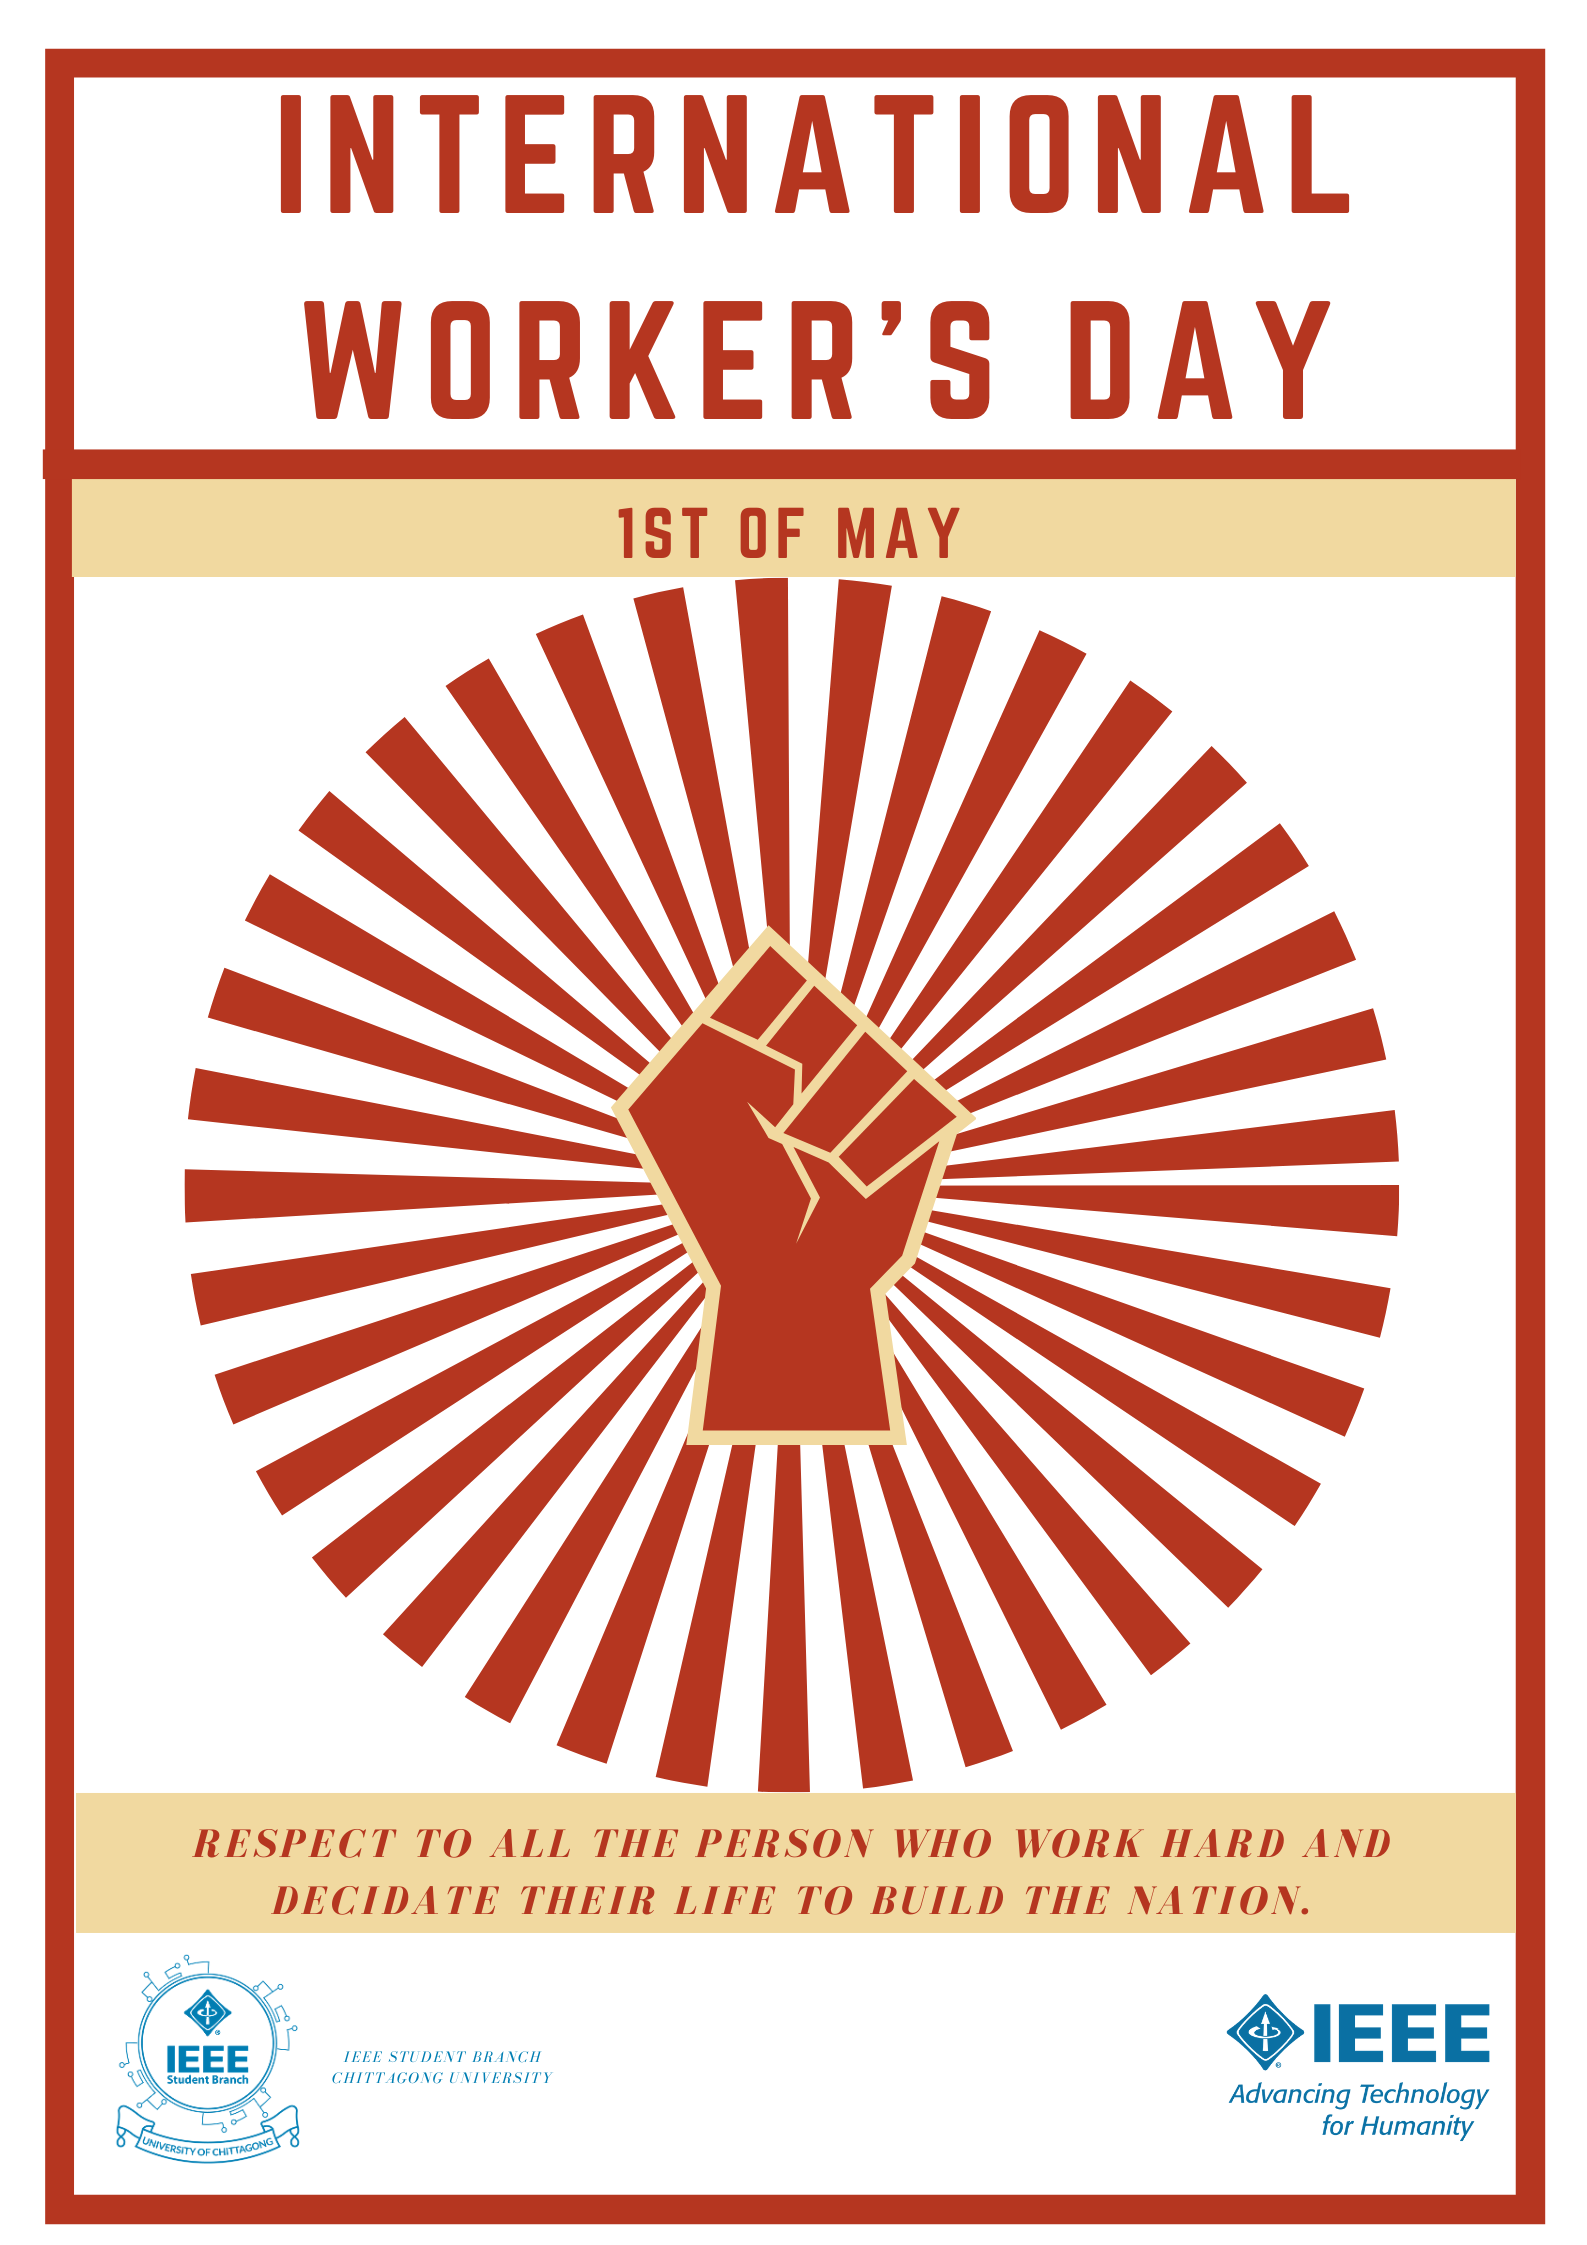 INTERNATIONAL
WORKER'S DAY
1ST OF MAY
RESPECT TO ALL THE PERSON WHO WORK HARD AND
DECIDATE THEIR LIFE TO BUILD THE NATION.
IEEE
Student Branch
UNIVERSITY OF CHITTAGONG
IEEE STUDENT BRANCH
CHITTAGONG UNIVERSITY
IEEE
Advancing Technology
for Humanity